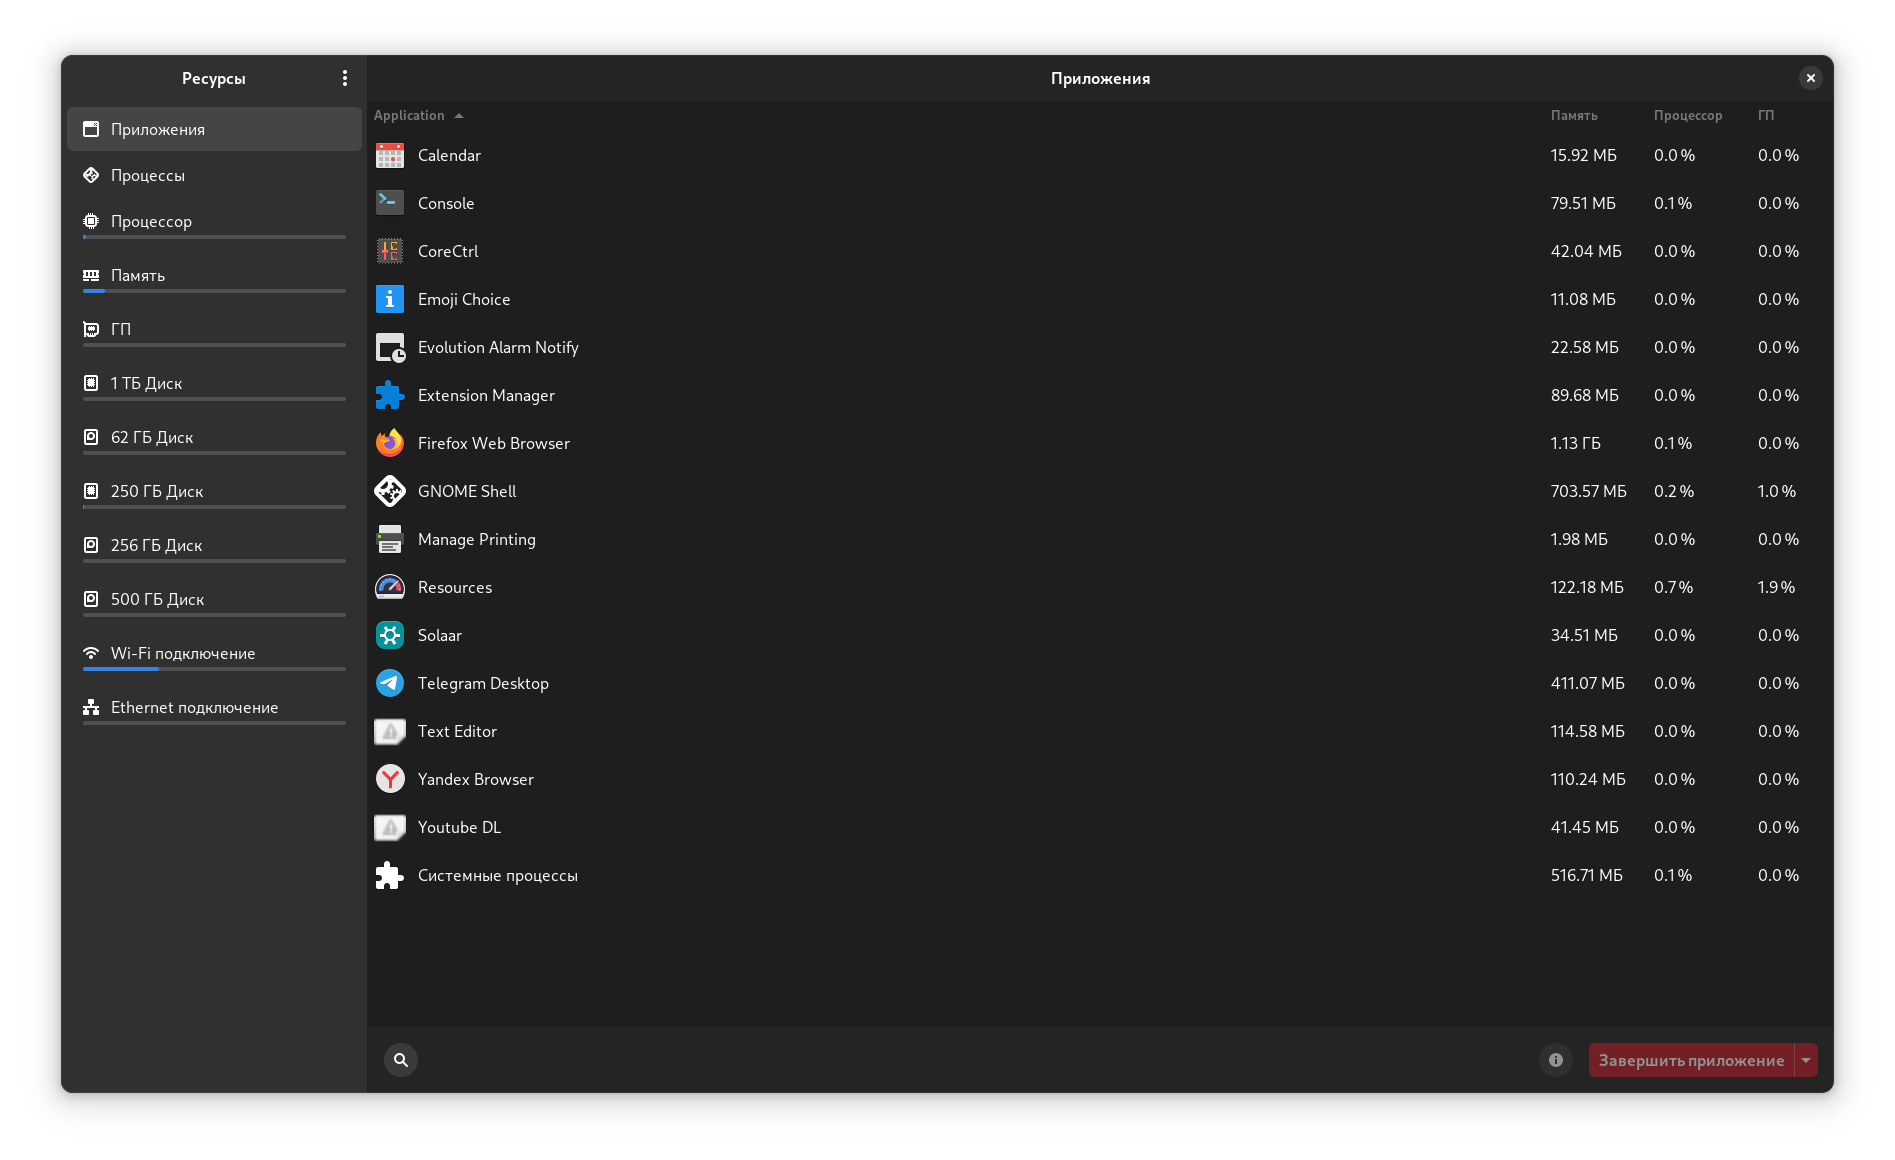 Ресурсы
Приложения
Процессы
Процессор
Память
ГП
1 ТБ Диск
62 ГБ Диск
250 ГБ Диск
256 ГБ Диск
500 ГБ Диск
Wi-Fi подключение
Ethernet подключение
Приложения
Application Память Процессор ГП
Calendar 15.92 МБ 0.0 % 0.0 %
Console 79.51 МБ 0.1 % 0.0 %
CoreCtrl 42.04 МБ 0.0 % 0.0 %
Emoji Choice 11.08 МБ 0.0 % 0.0 %
Evolution Alarm Notify 22.58 МБ 0.0 % 0.0 %
Extension Manager 89.68 МБ 0.0 % 0.0 %
Firefox Web Browser 1.13 ГБ 0.1 % 0.0 %
GNOME Shell 703.57 МБ 0.2 % 1.0 %
Manage Printing 1.98 МБ 0.0 % 0.0 %
Resources 122.18 МБ 0.7 % 1.9 %
Solaar 34.51 МБ 0.0 % 0.0 %
Telegram Desktop 411.07 МБ 0.0 % 0.0 %
Text Editor 114.58 МБ 0.0 % 0.0 %
Yandex Browser 110.24 МБ 0.0 % 0.0 %
Youtube DL 41.45 МБ 0.0 % 0.0 %
Системные процессы 516.71 МБ 0.1 % 0.0 %
Завершить приложение